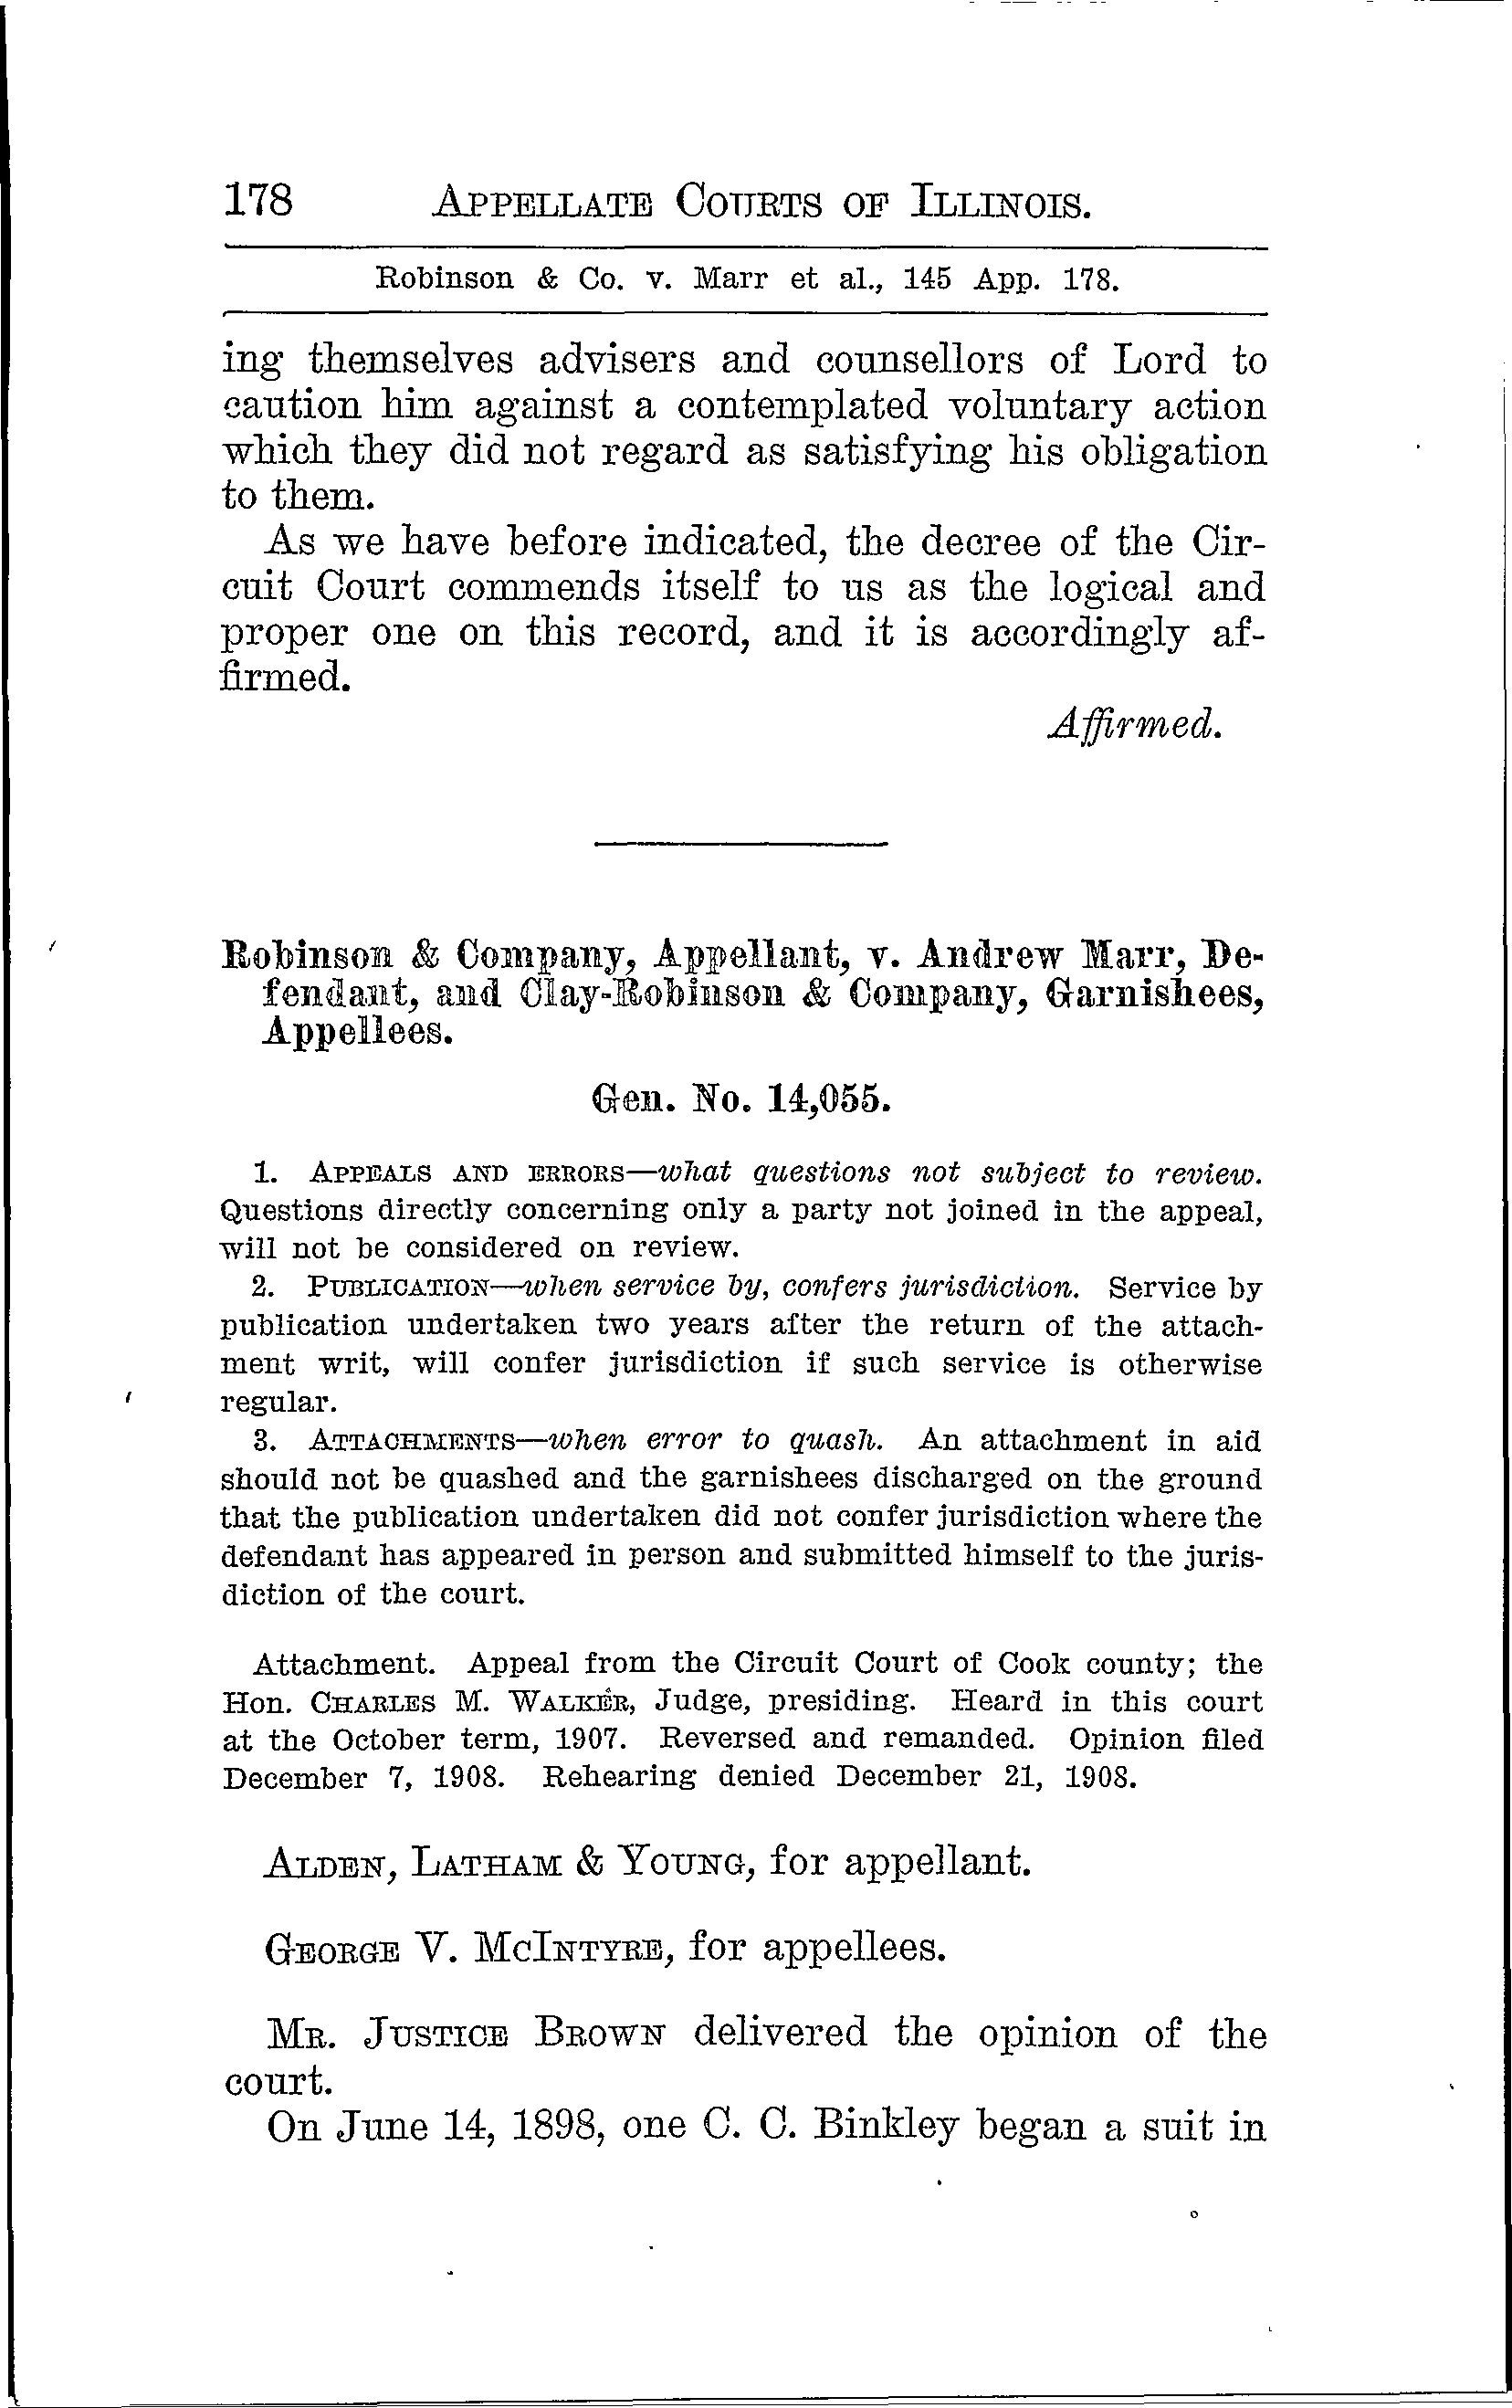 178 APPELLATE COURTS OF ILLINOIS.
Robinson & Co. v. Marr et al., 145 App. 178.
ing themselves advisers and counsellors of Lord to
caution him against a contemplated voluntary action
which they did not regard as satisfying his obligation
to them.
As we have before indicated, the decree of the Cir-
cuit Court commends itself to us as the logical and
proper one on this record, and it is accordingly af-
firmed.
Affirmed.
Robinson & Company, Appellant, v. Andrew Marr, De-
fendant, and Clay-Robinson & Company, Garnishees,
Appellees.
Gen. No. 14,055.
1. APPEALS AND ERRORS—what questions not subject to review.
Questions directly concerning only a party not joined in the appeal,
will not be considered on review.
2. PUBLICATION—when service by, confers jurisdiction. Service by
publication undertaken two years after the return of the attach-
ment writ, will confer jurisdiction if such service is otherwise
regular.
3. ATTACHMENTS—when error to quash. An attachment in aid
should not be quashed and the garnishees discharged on the ground
that the publication undertaken did not confer jurisdiction where the
defendant has appeared in person and submitted himself to the juris-
diction of the court.
Attachment. Appeal from the Circuit Court of Cook county; the
Hon. CHARLES M. WALKER, Judge, presiding. Heard in this court
at the October term, 1907. Reversed and remanded. Opinion filed
December 7, 1908. Rehearing denied December 21, 1908.
ALDEN, LATHAM & YOUNG, for appellant.
GEORGE V. MCINTYRE, for appellees.
MR. JUSTICE BROWN delivered the opinion of the
court.
On June 14, 1898, one C. C. Binkley began a suit in